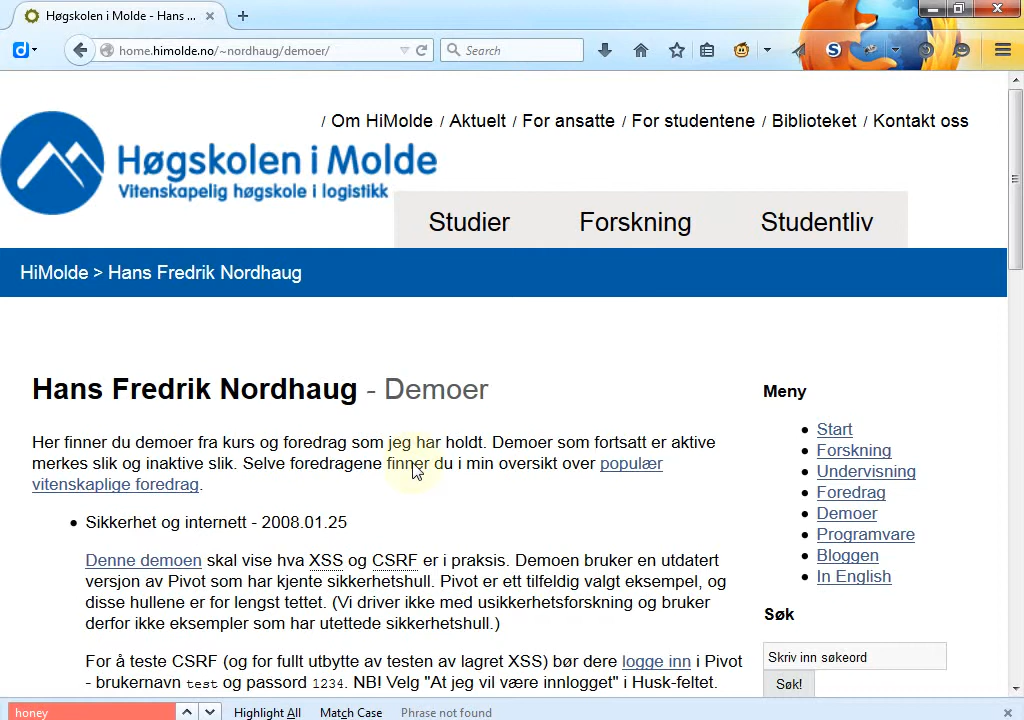 Høgskolen i Molde - Hans ...
home.himolde.no/~nordhaug/demoer/
Search
/ Om HiMolde / Aktuelt / For ansatte / For studentene / Biblioteket / Kontakt oss
Høgskolen i Molde
Vitenskapelig høgskole i logistikk
Studier Forskning Studentliv
HiMolde > Hans Fredrik Nordhaug
Hans Fredrik Nordhaug - Demoer
Her finner du demoer fra kurs og foredrag som jeg har holdt. Demoer som fortsatt er aktive
merkes slik og inaktive slik. Selve foredragene finner du i min oversikt over populær
vitenskaplige foredrag.
• Sikkerhet og internett - 2008.01.25
Denne demoen skal vise hva XSS og CSRF er i praksis. Demoen bruker en utdatert
versjon av Pivot som har kjente sikkerhetshull. Pivot er ett tilfeldig valgt eksempel, og
disse hullene er for lengst tettet. (Vi driver ikke med usikkerhetsforskning og bruker
derfor ikke eksempler som har utettede sikkerhetshull.)
For å teste CSRF (og for fullt utbytte av testen av lagret XSS) bør dere logge inn i Pivot
- brukernavn test og passord 1234. NB! Velg "At jeg vil være innlogget" i Husk-feltet.
Meny
• Start
• Forskning
• Undervisning
• Foredrag
• Demoer
• Programvare
• Bloggen
• In English
Søk
Skriv inn søkeord
Søk!
honey Highlight All Match Case Phrase not found